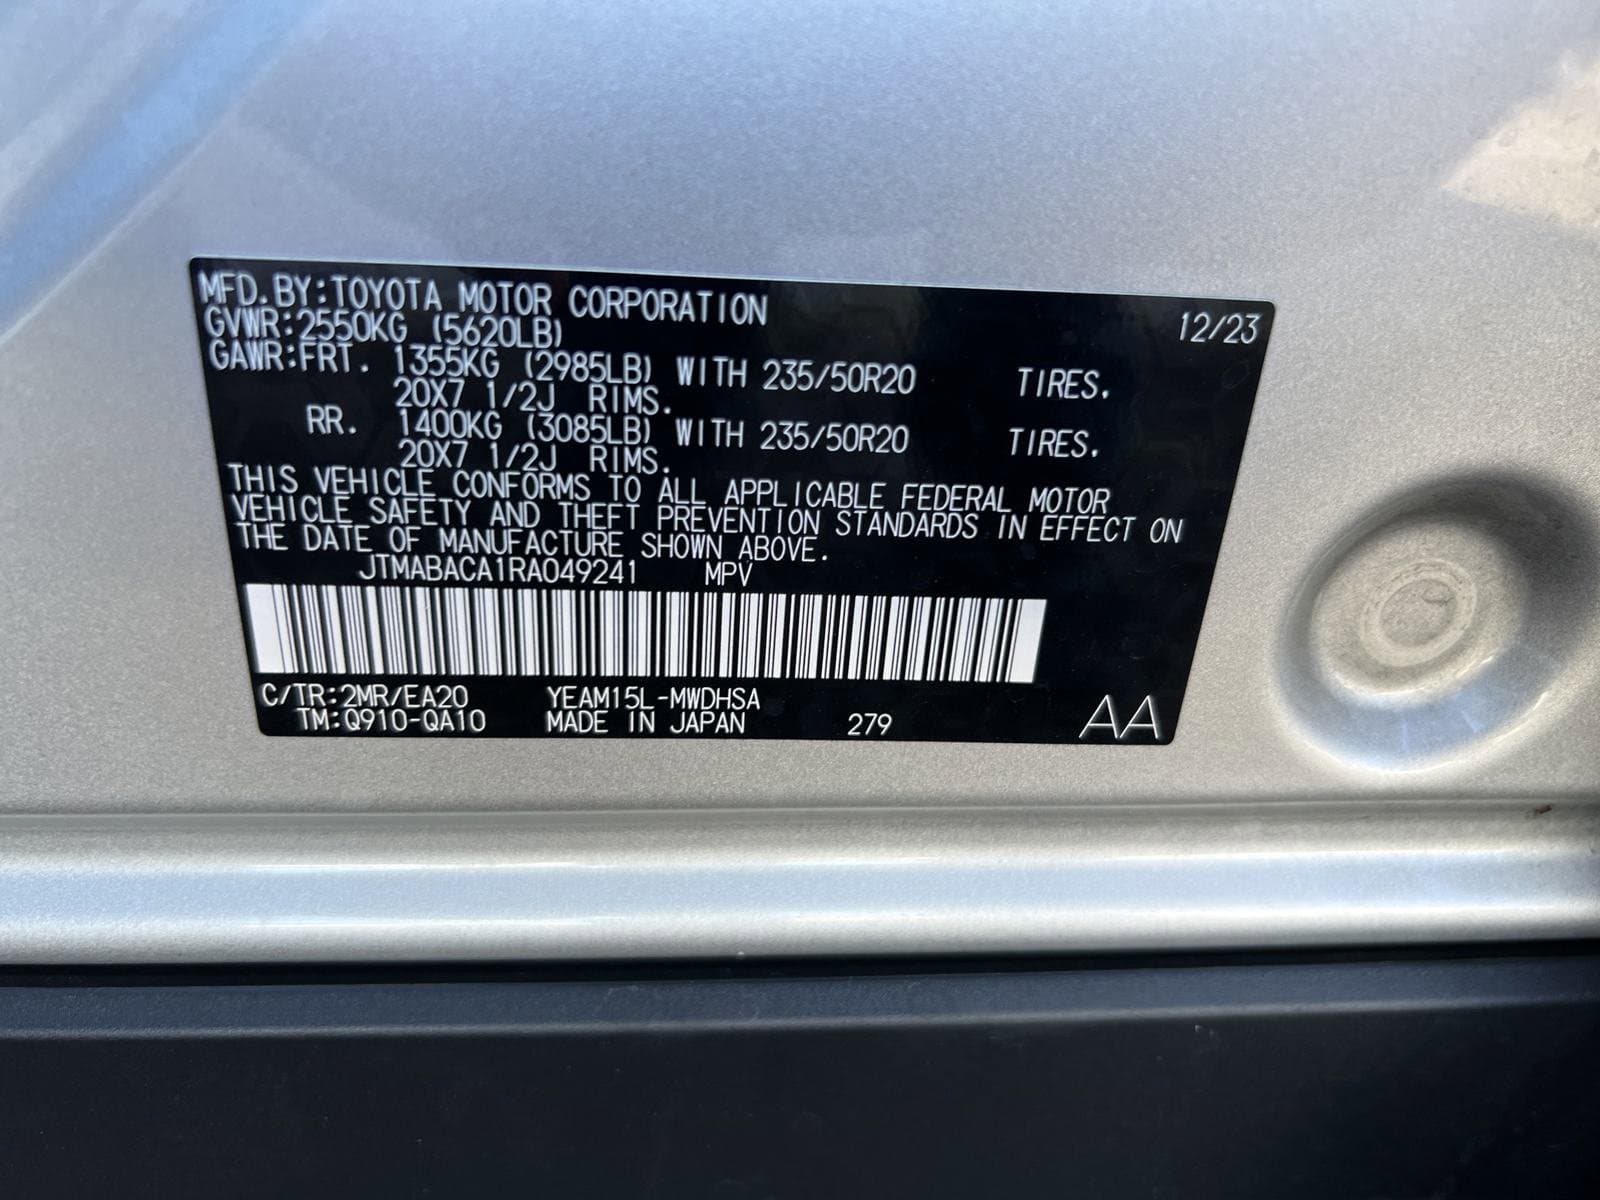 MFD.BY:TOYOTA MOTOR CORPORATION 12/23
GVWR:2550KG (5620LB)
GAWR:FRT. 1355KG (2985LB) WITH 235/50R20 TIRES.
20X7 1/2J RIMS.
RR. 1400KG (3085LB) WITH 235/50R20 TIRES.
20X7 1/2J RIMS.
THIS VEHICLE CONFORMS TO ALL APPLICABLE FEDERAL MOTOR
VEHICLE SAFETY AND THEFT PREVENTION STANDARDS IN EFFECT ON
THE DATE OF MANUFACTURE SHOWN ABOVE.
JTMABACA1RA049241 MPV
C/TR:2MR/EA20 YEAM15L-MWDHSA
TM:Q910-QA10 MADE IN JAPAN 279 AA